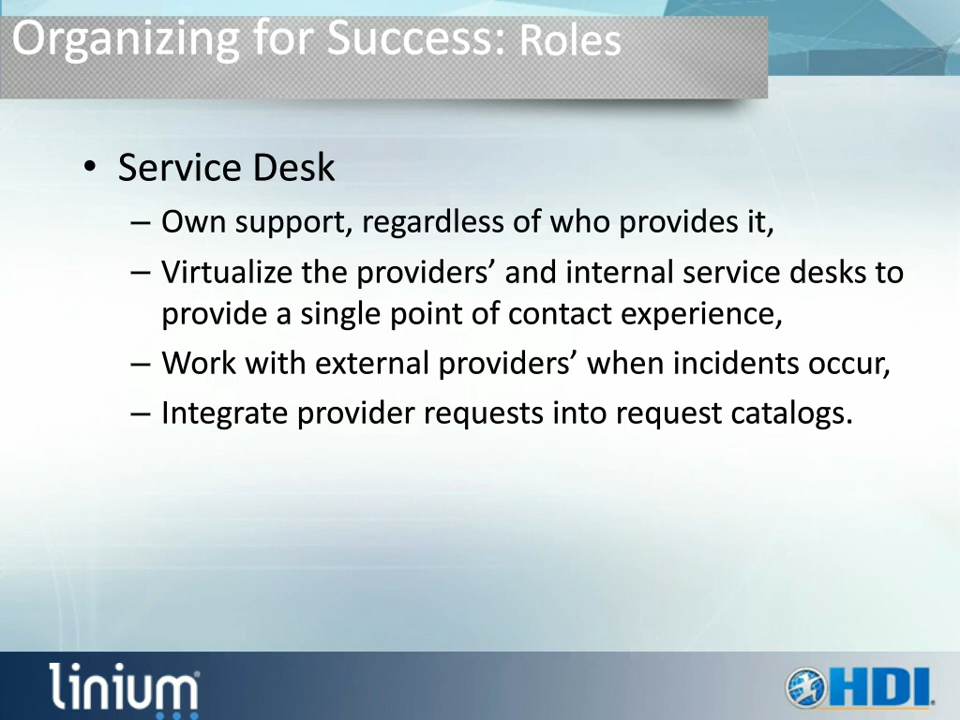 Organizing for Success: Roles
• Service Desk
– Own support, regardless of who provides it,
– Virtualize the providers’ and internal service desks to
provide a single point of contact experience,
– Work with external providers’ when incidents occur,
– Integrate provider requests into request catalogs.
linium®
HDI.